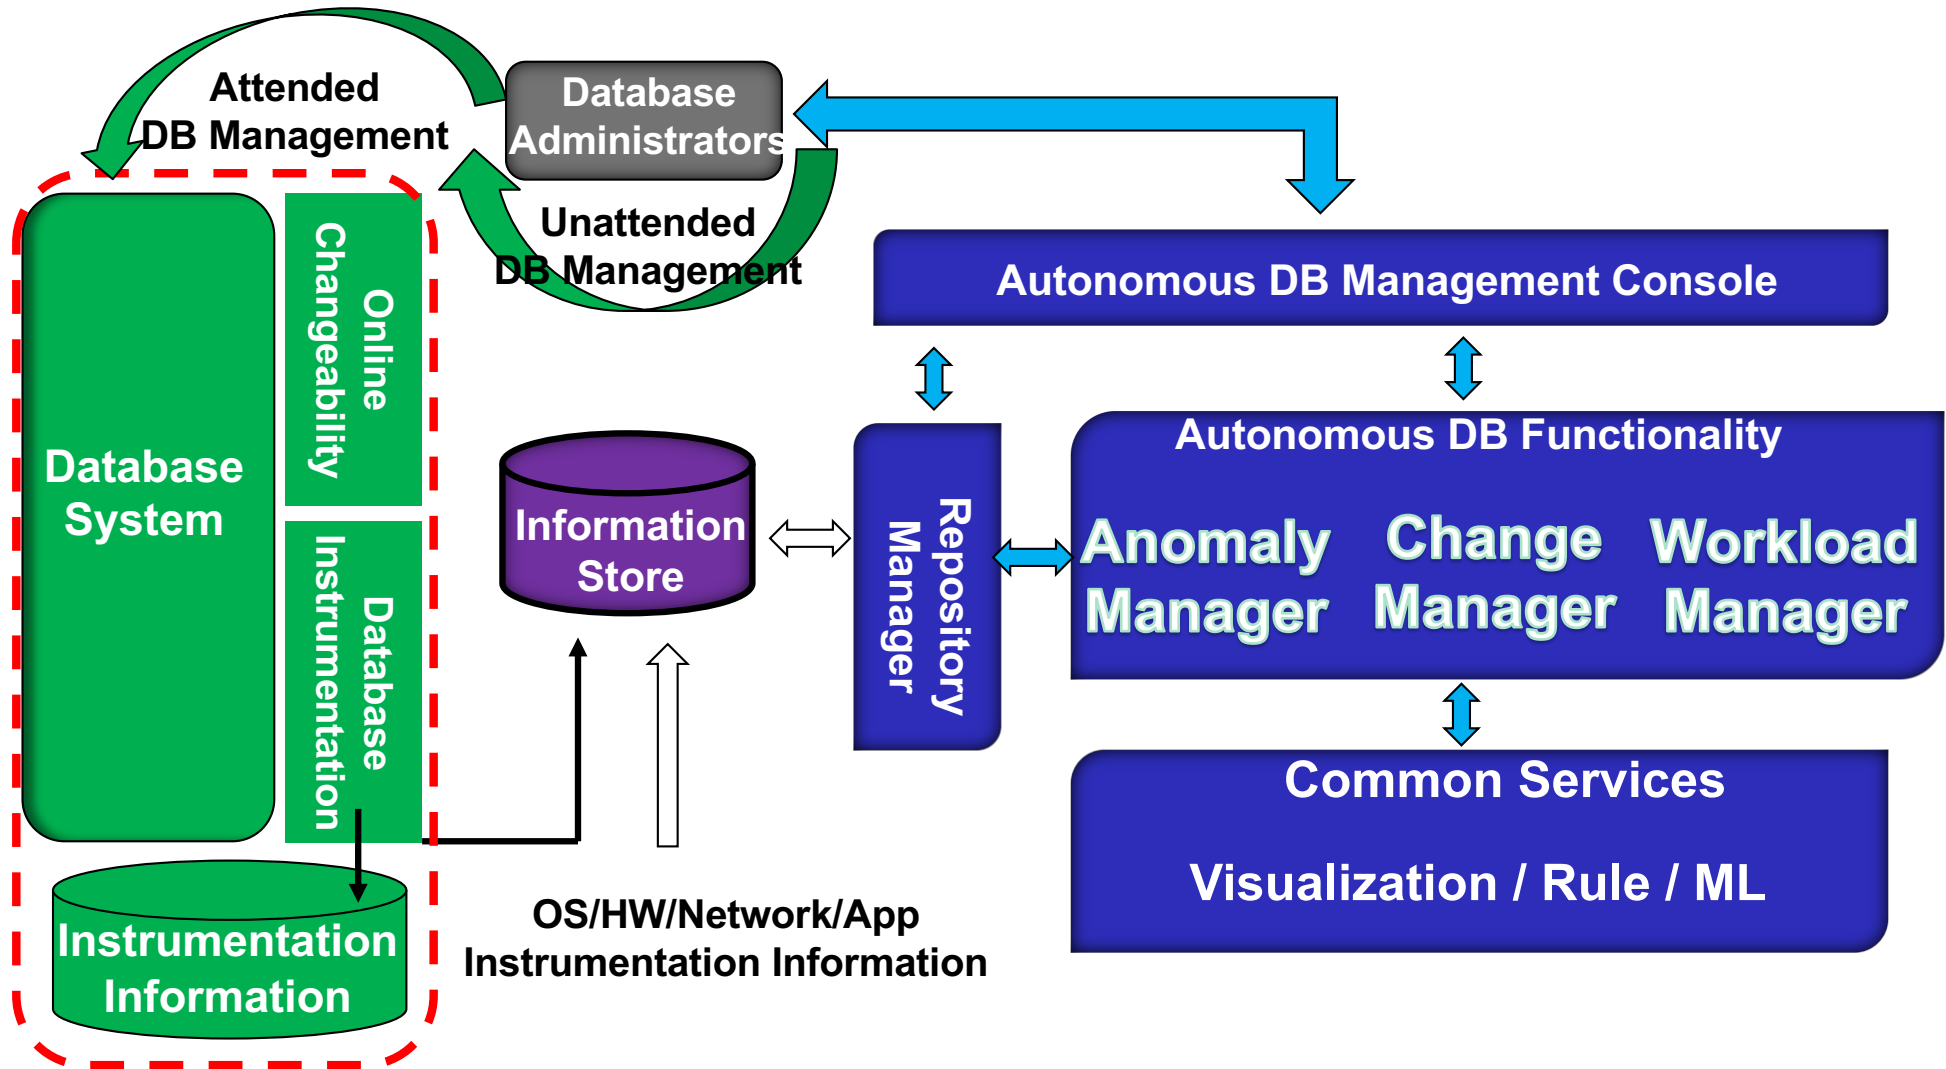 Attended
DB Management
Database
Administrators
Unattended
DB Management
Autonomous DB Management Console
Online
Changeability
Database
System
Database
Instrumentation
Instrumentation
Information
Information
Store
OS/HW/Network/App
Instrumentation Information
Repository
Manager
Autonomous DB Functionality
Anomaly
Manager
Change
Manager
Workload
Manager
Common Services
Visualization / Rule / ML